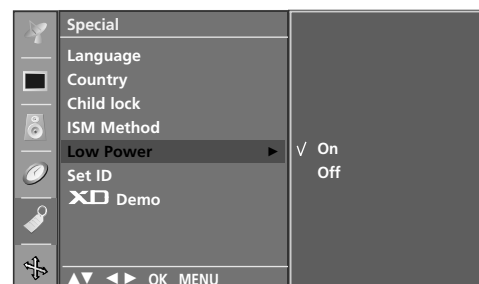 Special
Language
Country
Child lock
ISM Method
Low Power ►
√ On
Off
Set ID
XD Demo
▲▼ ◄► OK MENU